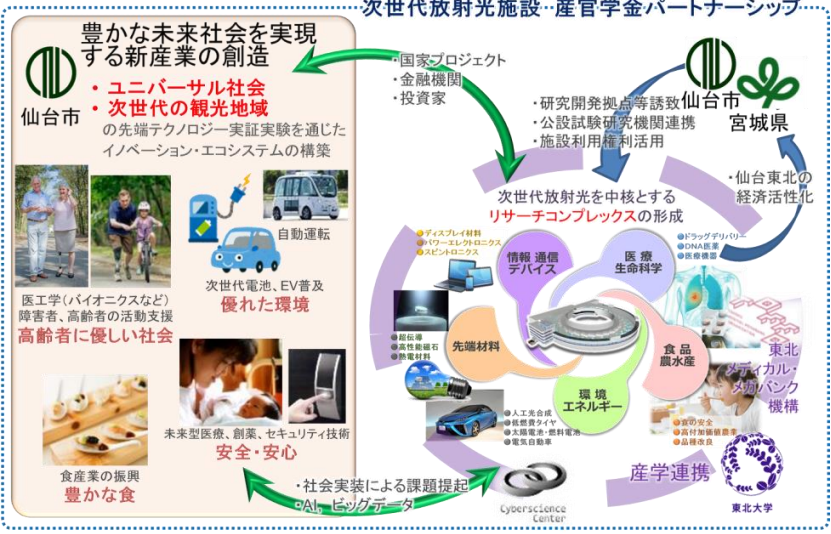 次世代放射光施設 産官学金パートナーシップ
豊かな未来社会を実現
する新産業の創造
仙台市
・ユニバーサル社会
・次世代の観光地域
の先端テクノロジー実証実験を通じた
イノベーション・エコシステムの構築
自動運転
医工学(バイオニクスなど)
障害者、高齢者の活動支援
高齢者に優しい社会
次世代電池、EV普及
優れた環境
食産業の振興
豊かな食
未来型医療、創薬、セキュリティ技術
安全・安心
・国家プロジェクト
・金融機関
・投資家
・研究開発拠点等誘致
・公設試験研究機関連携
・施設利用権利活用
仙台市
宮城県
・仙台東北の
経済活性化
次世代放射光を中核とする
リサーチコンプレックスの形成
●ディスプレイ材料
●パワーエレクトロニクス
●スピントロニクス
情報 通信
デバイス
医療
生命科学
●ドラッグデリバリー
●DNA医薬
●医療機器
●超伝導
●高性能磁石
●熱電材料
先端材料
食品
農水産
環境
エネルギー
東北
メディカル・
メガバンク
機構
●人工光合成
●低燃費タイヤ
●太陽電池・燃料電池
●電気自動車
●食の安全
●高付加価値農業
●品種改良
産学連携
東北大学
・社会実装による課題提起
・AI, ビッグデータ
Cyberscience
Center